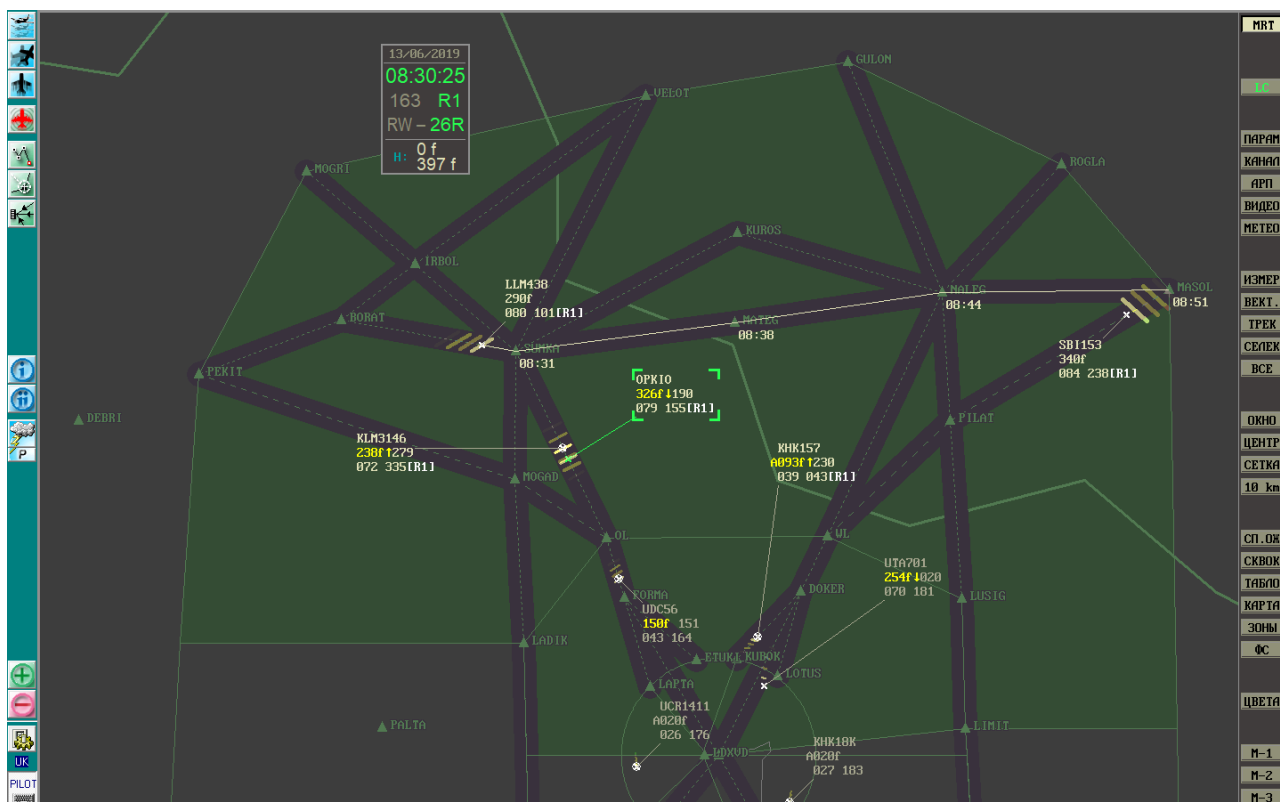 13/06/2019
08:30:25
163 R1
RW – 26R
H: 0 f
397 f
GULON
VELOT
ROGLA
MOGRI
KUROS
IRBOL
MALEG
08:44
MASOL
08:51
LLM438
290f
080 101[R1]
BORAT
MATEG
08:38
SUMKA
08:31
SBI153
340f
084 238[R1]
PEKIT
OPKIO
326f↓190
079 155[R1]
DEBRI
PILAT
KLM3146
238f↑279
072 335[R1]
KHK157
A093f↑230
039 043[R1]
MOGAD
OL
WL
UTA701
254f↓020
070 181
DOKER
LUSIG
FORMA
UDC56
150f 151
043 164
LADIK
ETUKI
KUBOK
LOTUS
LAPTA
UCR1411
A020f
026 176
PALTA
LIMIT
KHK18K
A020f
027 183
P
UK
PILOT
MRT
LC
ПАРАМ
КАНАЛ
АРП
ВИДЕО
МЕТЕО
ИЗМЕР
ВЕКТ.
ТРЕК
СЕЛЕК
ВСЕ
ОКНО
ЦЕНТР
СЕТКА
10 km
СП.ОЖ
СКВОК
ТАБЛО
КАРТА
ЗОНЫ
ФС
ЦВЕТА
М-1
М-2
М-3